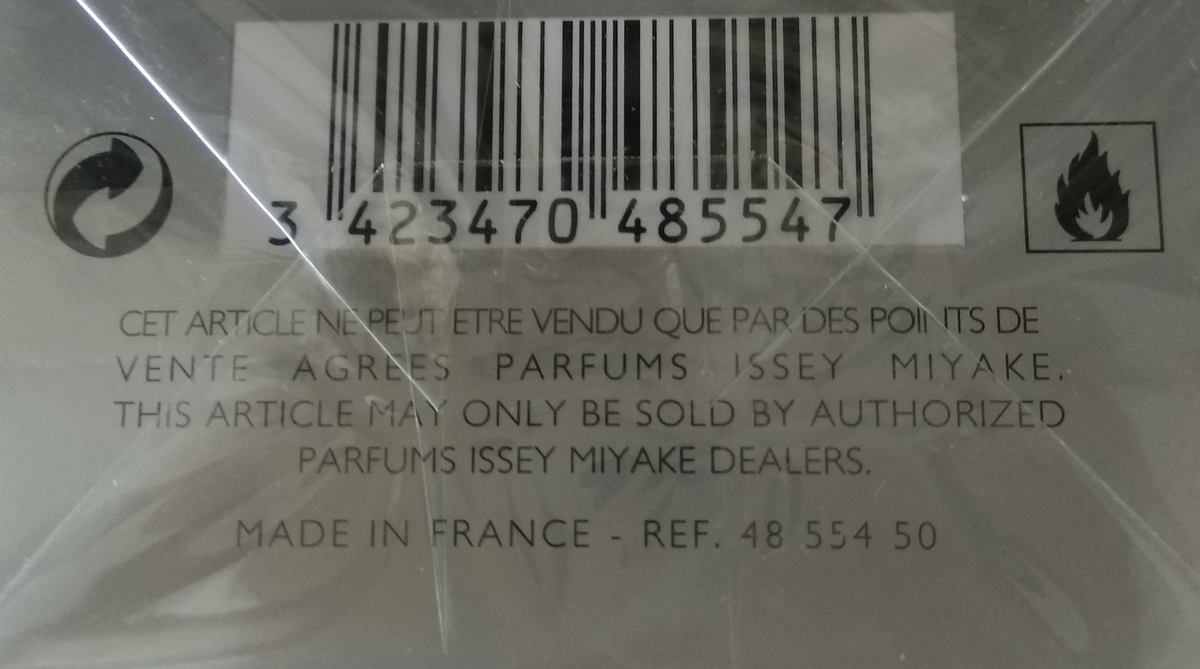 3 423470 485547
CET ARTICLE NE PEUT ETRE VENDU QUE PAR DES POINTS DE
VENTE AGREES PARFUMS ISSEY MIYAKE.
THIS ARTICLE MAY ONLY BE SOLD BY AUTHORIZED
PARFUMS ISSEY MIYAKE DEALERS.
MADE IN FRANCE - REF. 48 554 50